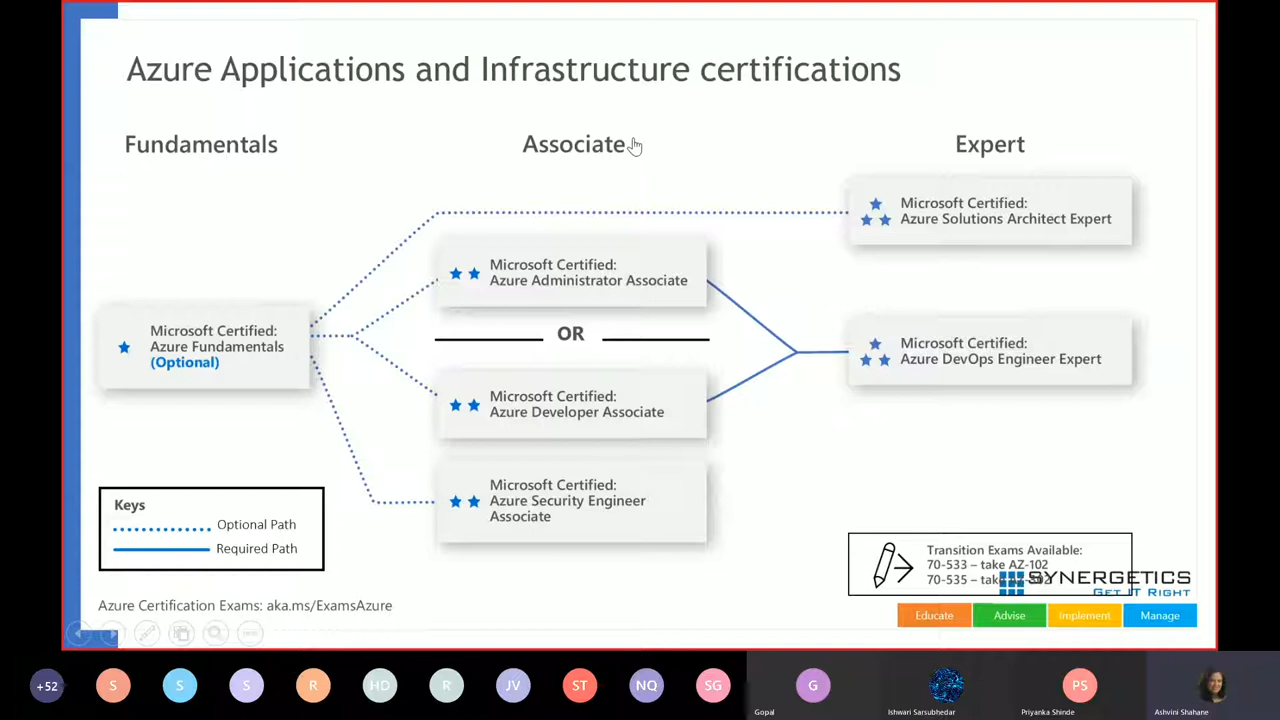 Azure Applications and Infrastructure certifications
Fundamentals
Associate
Expert
Microsoft Certified:
Azure Solutions Architect Expert
Microsoft Certified:
Azure Administrator Associate
OR
Microsoft Certified:
Azure Fundamentals
(Optional)
Microsoft Certified:
Azure DevOps Engineer Expert
Microsoft Certified:
Azure Developer Associate
Microsoft Certified:
Azure Security Engineer
Associate
Keys
Optional Path
Required Path
Transition Exams Available:
70-533 – take AZ-102
70-535 – take
SYNERGETICS
GET IT RIGHT
Azure Certification Exams: aka.ms/ExamsAzure
Educate
Advise
Implement
Manage
+52
S
S
S
R
HD
R
JV
ST
NQ
SG
G
PS
Gopal
Ishwari Sarsubhedar
Priyanka Shinde
Ashvini Shahane